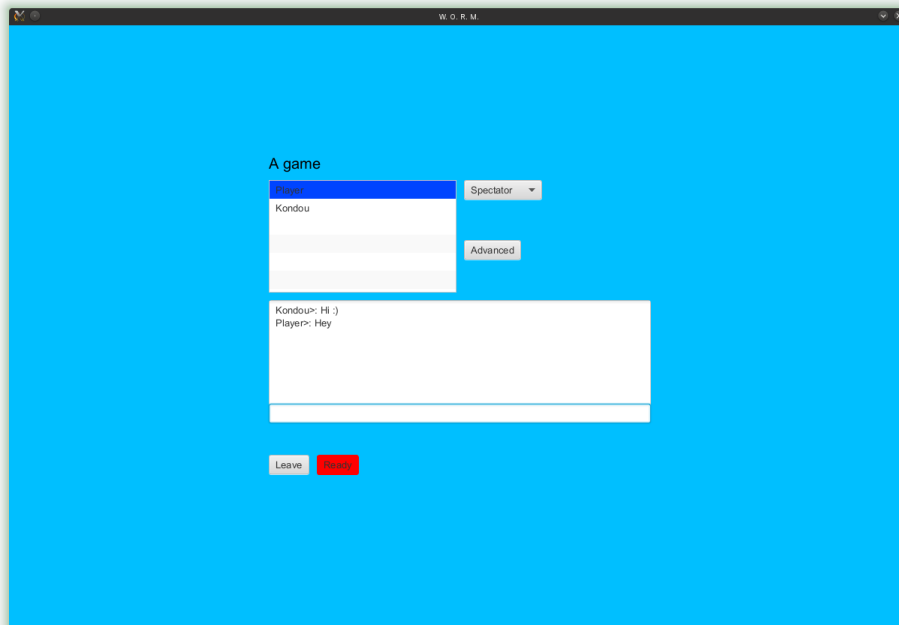 W. O. R. M.
A game
Player
Spectator
Kondou
Advanced
Kondou>: Hi :)
Player>: Hey
Leave
Ready